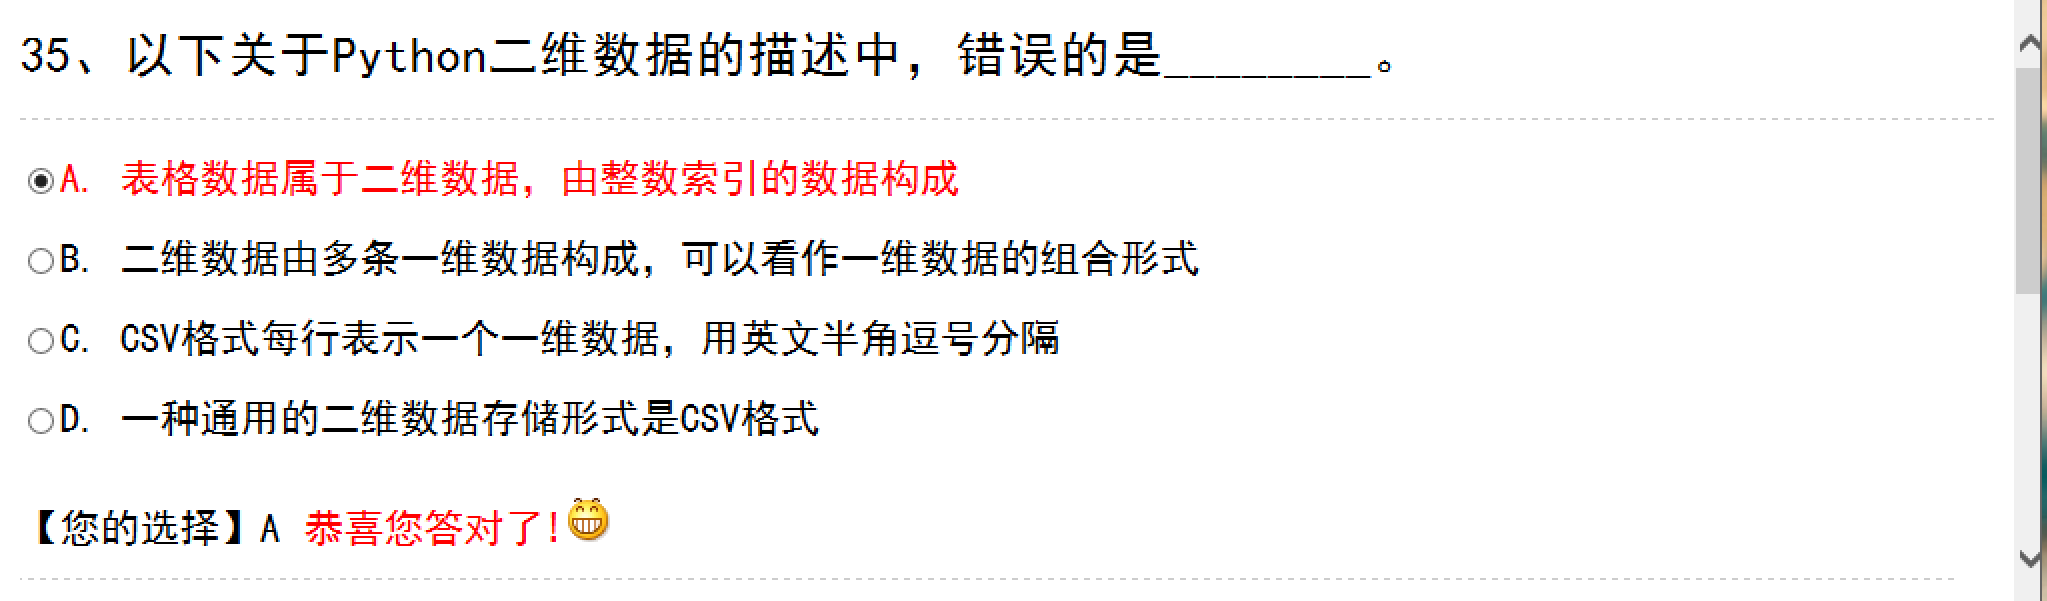 35、以下关于Python二维数据的描述中，错误的是________。
A. 表格数据属于二维数据，由整数索引的数据构成
B. 二维数据由多条一维数据构成，可以看作一维数据的组合形式
C. CSV格式每行表示一个一维数据，用英文半角逗号分隔
D. 一种通用的二维数据存储形式是CSV格式
【您的选择】A 恭喜您答对了!